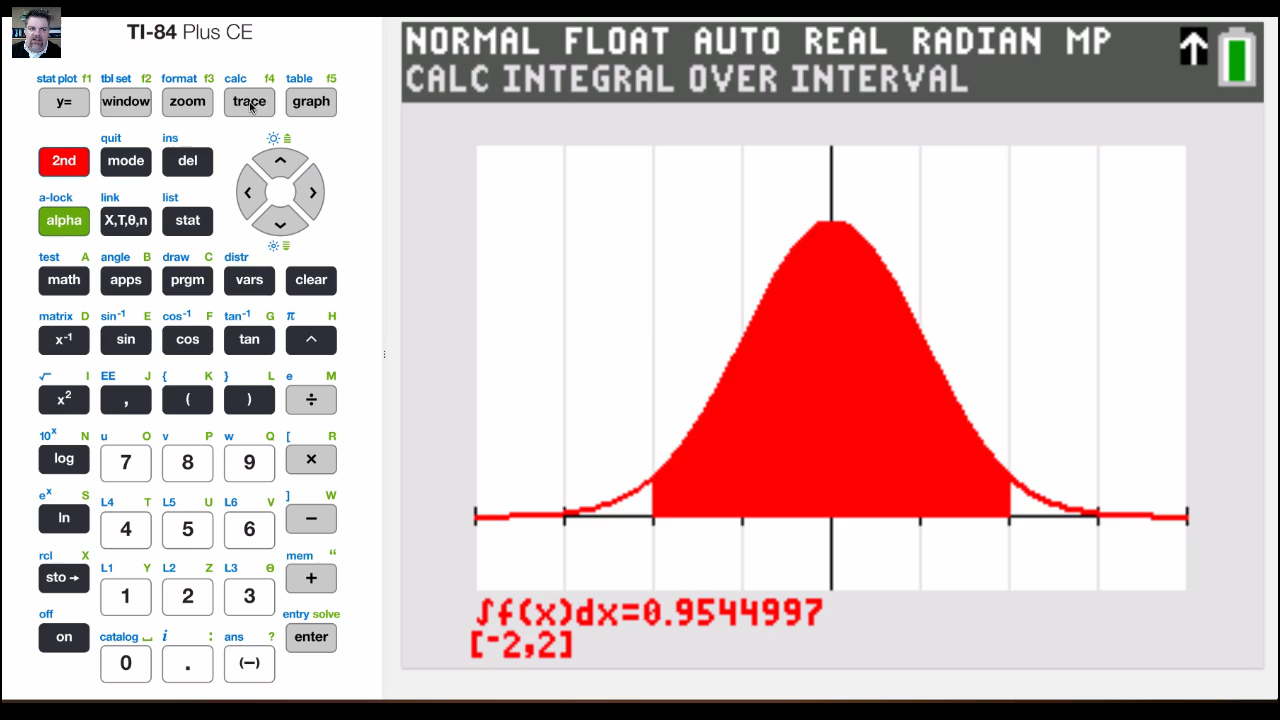 TI-84 Plus CE
stat plot f1 tbl set f2 format f3 calc f4 table f5
y= window zoom trace graph
quit ins
2nd mode del
a-lock link list
alpha X,T,θ,n stat
test A angle B draw C distr
math apps prgm vars clear
matrix D sin⁻¹ E cos⁻¹ F tan⁻¹ G π H
x⁻¹ sin cos tan ^
√ I EE J { K } L e M
x² , ( ) ÷
10ˣ N u O v P w Q [ R
log 7 8 9 ×
eˣ S L4 T L5 U L6 V ] W
ln 4 5 6 −
rcl X L1 Y L2 Z L3 θ mem “
sto → 1 2 3 +
off catalog i : ans ? entry solve
on 0 . (−) enter
NORMAL FLOAT AUTO REAL RADIAN MP
CALC INTEGRAL OVER INTERVAL
∫f(x)dx=0.9544997
[-2,2]